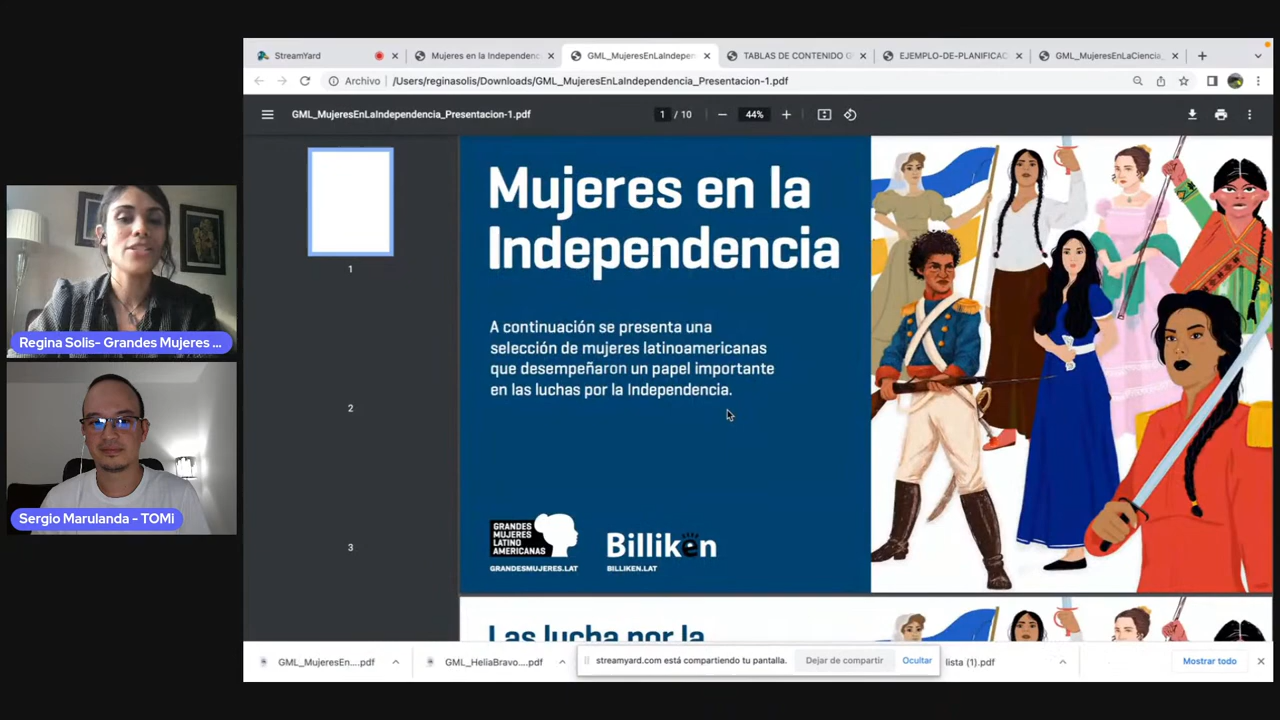 StreamYard
Mujeres en la Independenc
GML_MujeresEnLaIndepen
TABLAS DE CONTENIDO G
EJEMPLO-DE-PLANIFICAC
GML_MujeresEnLaCiencia_
Archivo
/Users/reginasolis/Downloads/GML_MujeresEnLaIndependencia_Presentacion-1.pdf
GML_MujeresEnLaIndependencia_Presentacion-1.pdf
1 / 10
44%
1
2
3
Mujeres en la
Independencia
A continuación se presenta una
selección de mujeres latinoamericanas
que desempeñaron un papel importante
en las luchas por la Independencia.
GRANDES
MUJERES
LATINO
AMERICANAS
GRANDESMUJERES.LAT
Billiken
BILLIKEN.LAT
Las lucha por la
Regina Solis- Grandes Mujeres ...
Sergio Marulanda - TOMi
GML_MujeresEn....pdf
GML_HeliaBravo...pdf
streamyard.com está compartiendo tu pantalla.
Dejar de compartir
Ocultar
lista (1).pdf
Mostrar todo